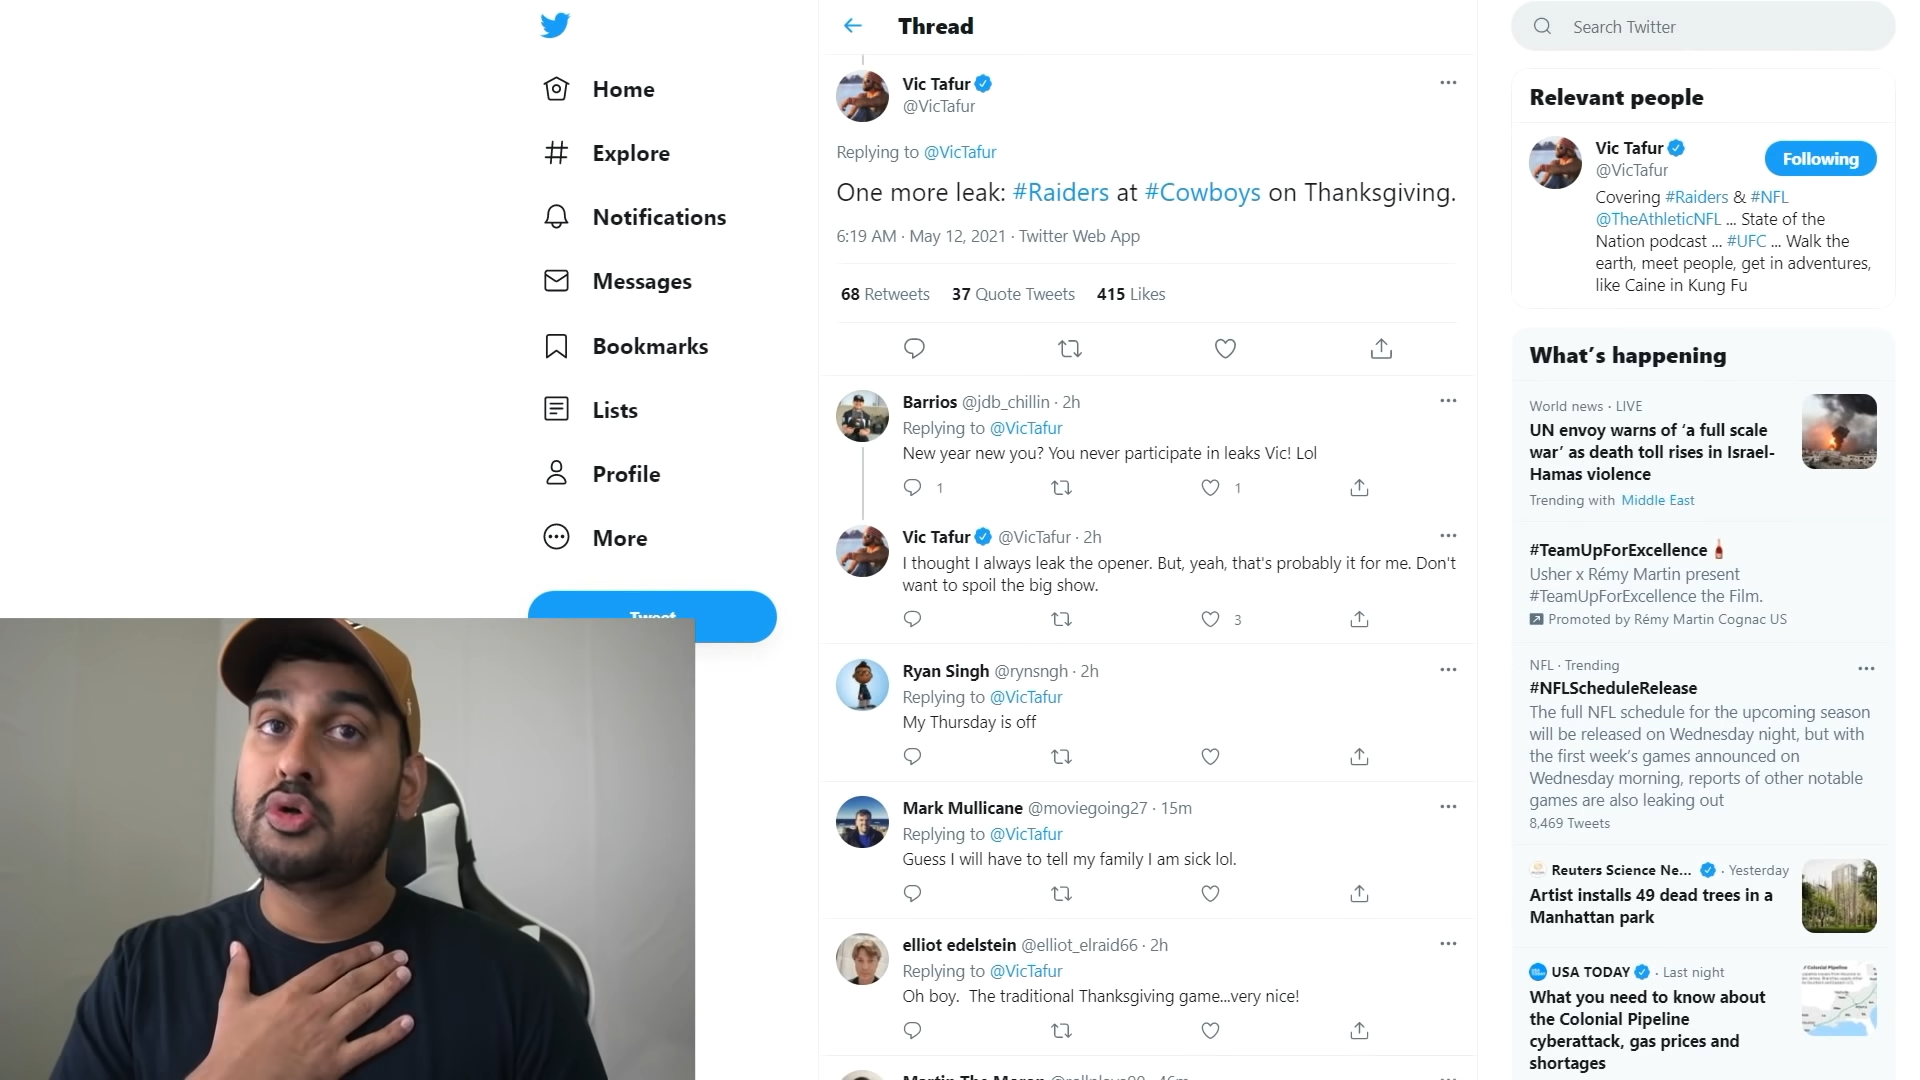 Home
Explore
Notifications
Messages
Bookmarks
Lists
Profile
More
Tweet
Thread
Vic Tafur
@VicTafur
Replying to @VicTafur
One more leak: #Raiders at #Cowboys on Thanksgiving.
6:19 AM · May 12, 2021 · Twitter Web App
68 Retweets 37 Quote Tweets 415 Likes
Barrios @jdb_chillin · 2h
Replying to @VicTafur
New year new you? You never participate in leaks Vic! Lol
1 1
Vic Tafur @VicTafur · 2h
I thought I always leak the opener. But, yeah, that's probably it for me. Don't
want to spoil the big show.
3
Ryan Singh @rynsngh · 2h
Replying to @VicTafur
My Thursday is off
Mark Mullicane @moviegoing27 · 15m
Replying to @VicTafur
Guess I will have to tell my family I am sick lol.
elliot edelstein @elliot_elraid66 · 2h
Replying to @VicTafur
Oh boy. The traditional Thanksgiving game...very nice!
Search Twitter
Relevant people
Vic Tafur
Following
@VicTafur
Covering #Raiders & #NFL
@TheAthleticNFL ... State of the
Nation podcast ... #UFC ... Walk the
earth, meet people, get in adventures,
like Caine in Kung Fu
What's happening
World news · LIVE
UN envoy warns of ‘a full scale
war’ as death toll rises in Israel-
Hamas violence
Trending with Middle East
#TeamUpForExcellence
Usher x Rémy Martin present
#TeamUpForExcellence the Film.
Promoted by Rémy Martin Cognac US
NFL · Trending
#NFLScheduleRelease
The full NFL schedule for the upcoming season
will be released on Wednesday night, but with
the first week's games announced on
Wednesday morning, reports of other notable
games are also leaking out
8,469 Tweets
Reuters Science Ne... · Yesterday
Artist installs 49 dead trees in a
Manhattan park
USA TODAY · Last night
What you need to know about
the Colonial Pipeline
cyberattack, gas prices and
shortages